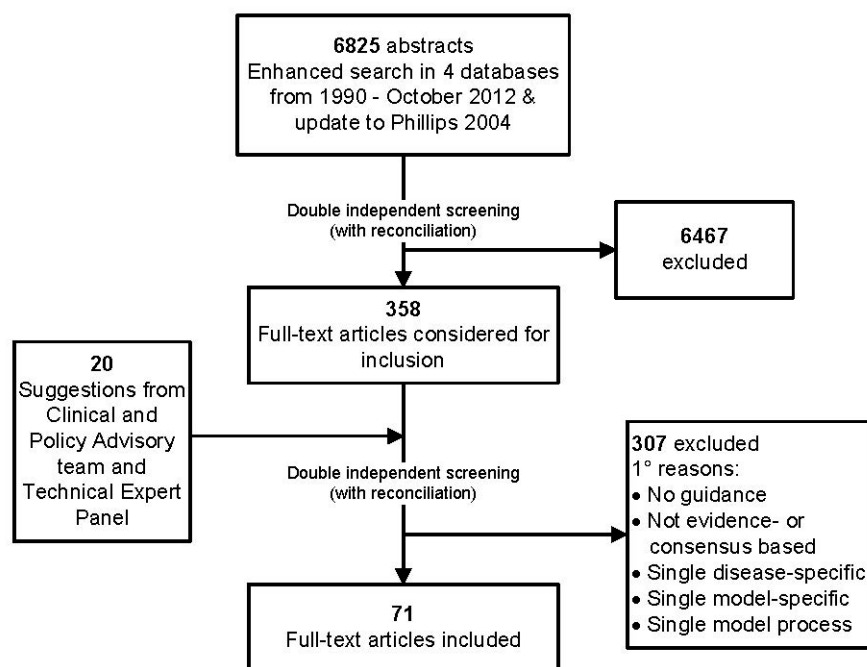 6825 abstracts
Enhanced search in 4 databases
from 1990 - October 2012 &
update to Phillips 2004
Double independent screening
(with reconciliation)
6467
excluded
358
Full-text articles considered for
inclusion
20
Suggestions from
Clinical and
Policy Advisory
team and
Technical Expert
Panel
Double independent screening
(with reconciliation)
307 excluded
1° reasons:
• No guidance
• Not evidence- or
consensus based
• Single disease-specific
• Single model-specific
• Single model process
71
Full-text articles included